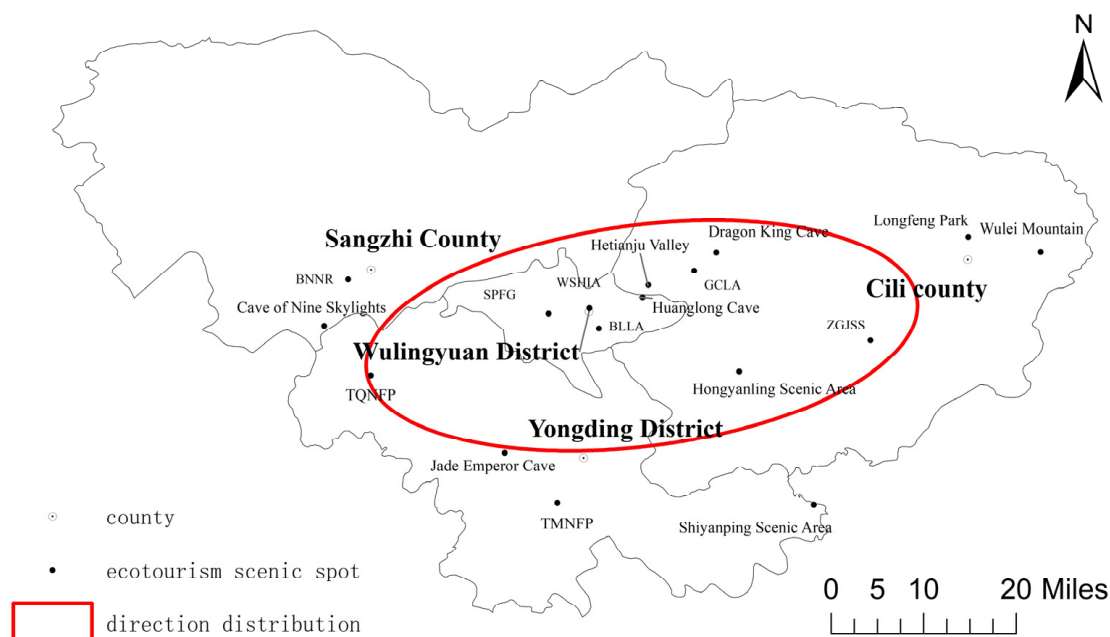 N
Longfeng Park
Wulei Mountain
Sangzhi County
Hetianju Valley
Dragon King Cave
BNNR
WSHIA
GCLA
Cili county
SPFG
Cave of Nine Skylights
Huanglong Cave
BLLA
ZGJSS
Wulingyuan District
TQNFP
Hongyanling Scenic Area
Yongding District
Jade Emperor Cave
TMNFP
Shiyanping Scenic Area
county
ecotourism scenic spot
direction distribution
0 5 10 20 Miles